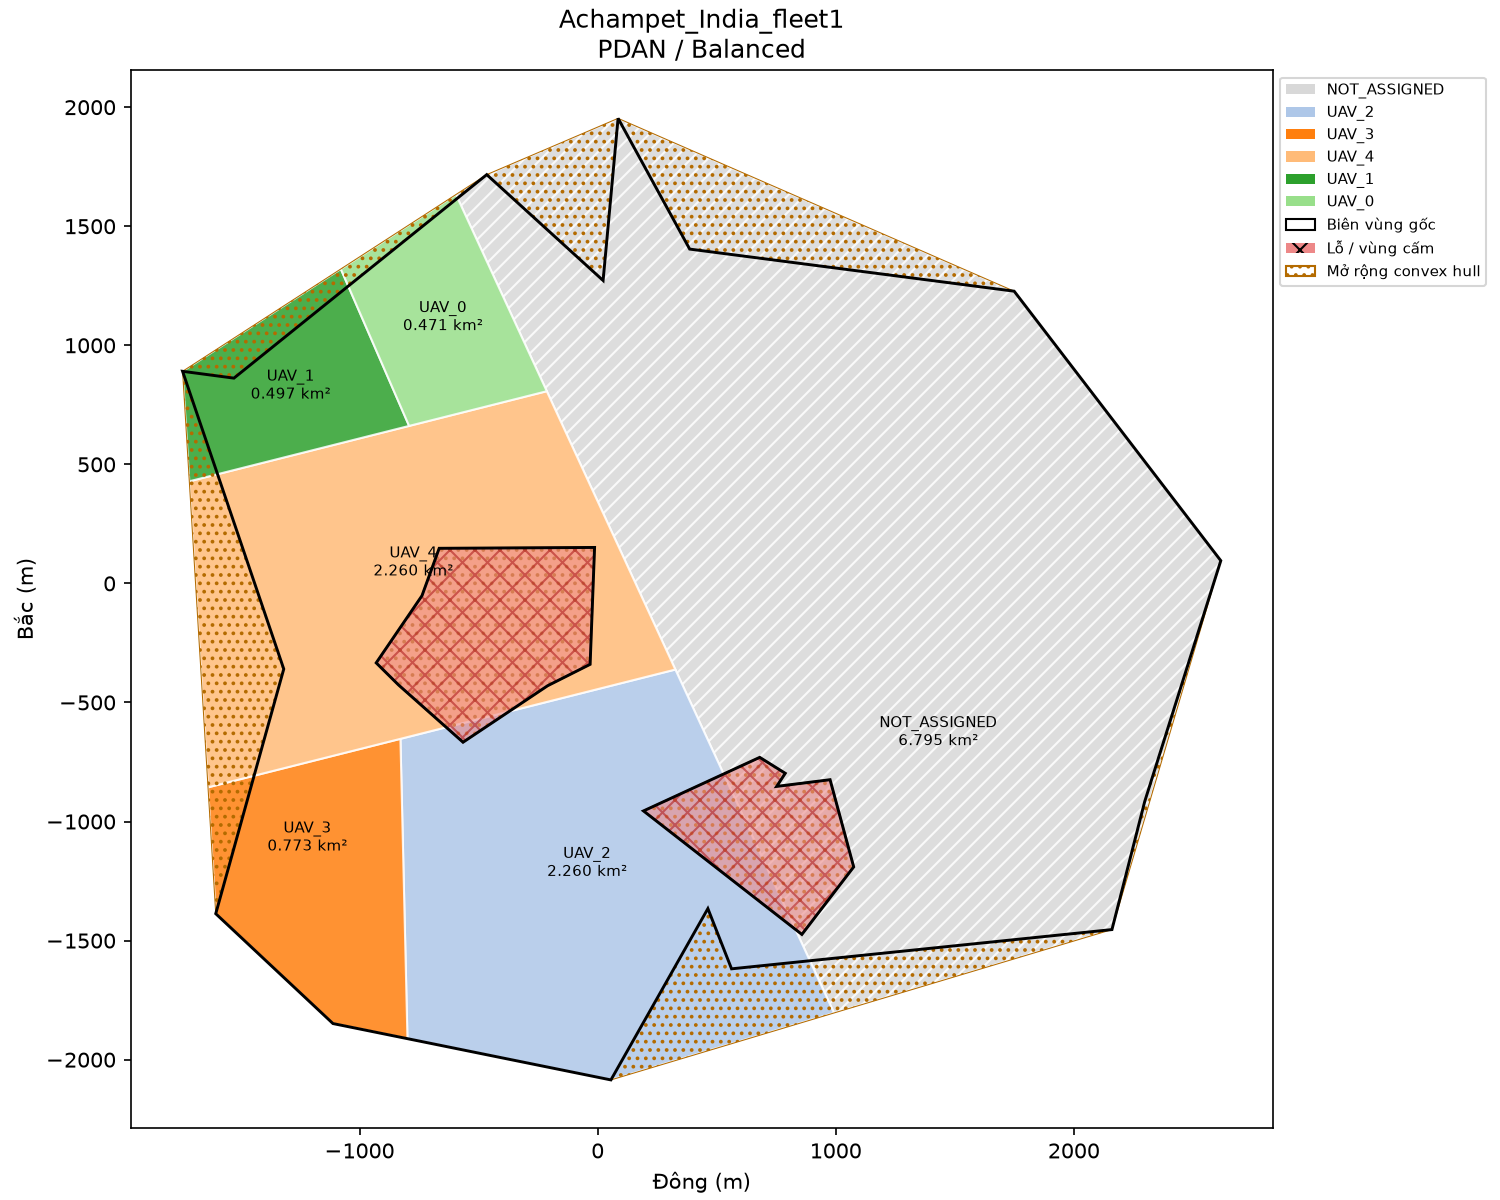 Achampet_India_fleet1
PDAN / Balanced
NOT_ASSIGNED
UAV_2
UAV_3
UAV_4
UAV_1
UAV_0
Biên vùng gốc
Lỗ / vùng cấm
Mở rộng convex hull
2000
1500
1000
500
0
−500
−1000
−1500
−2000
Bắc (m)
UAV_0
0.471 km²
UAV_1
0.497 km²
UAV_4
2.260 km²
NOT_ASSIGNED
6.795 km²
UAV_3
0.773 km²
UAV_2
2.260 km²
−1000
0
1000
2000
Đông (m)